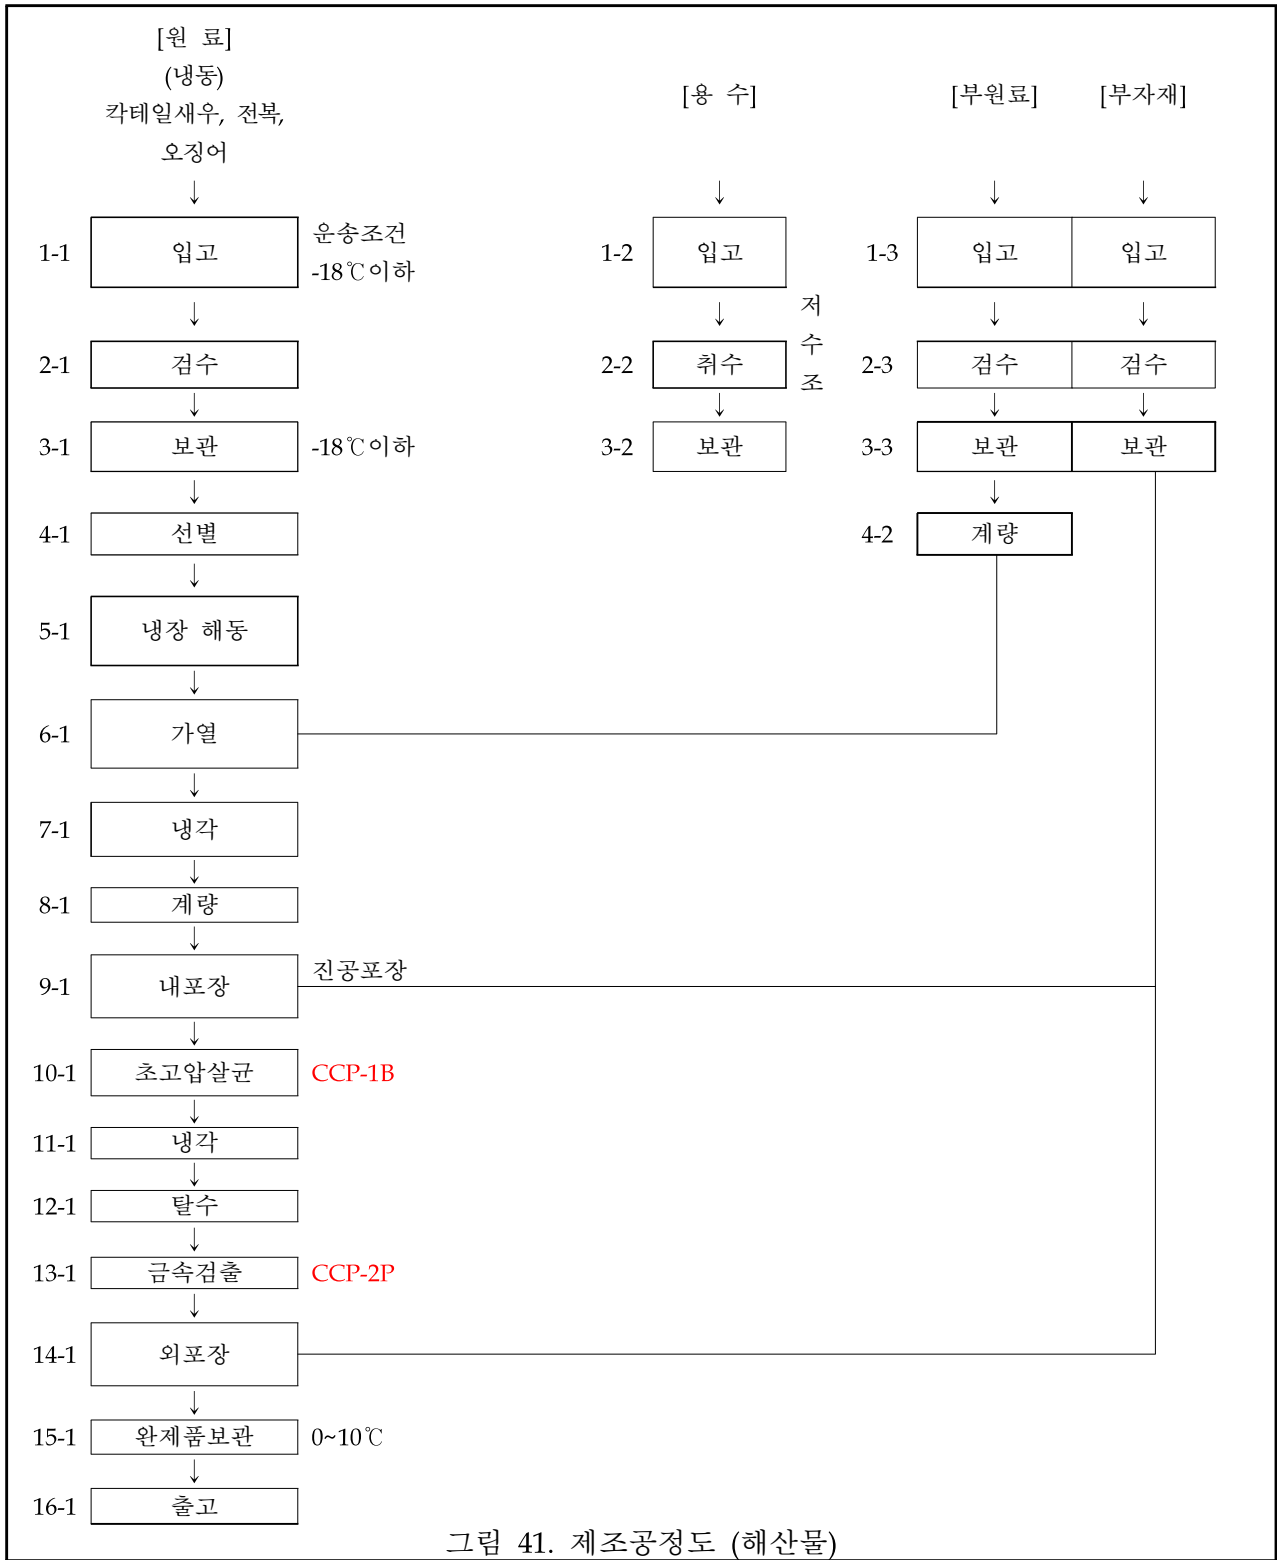 [원 료]
(냉동)
칵테일새우, 전복,
오징어
[용 수]
[부원료]
[부자재]
↓ ↓ ↓ ↓
1-1 입고 운송조건
-18℃이하
1-2 입고
1-3 입고 입고
↓ ↓ ↓ ↓
저
수
조
2-1 검수
2-2 취수
2-3 검수 검수
↓ ↓ ↓ ↓
3-1 보관 -18℃이하
3-2 보관
3-3 보관 보관
↓ ↓
4-1 선별
4-2 계량
↓
5-1 냉장 해동
↓
6-1 가열
↓
7-1 냉각
↓
8-1 계량
↓
9-1 내포장 진공포장
↓
10-1 초고압살균 CCP-1B
↓
11-1 냉각
↓
12-1 탈수
↓
13-1 금속검출 CCP-2P
↓
14-1 외포장
↓
15-1 완제품보관 0~10℃
↓
16-1 출고
그림 41. 제조공정도 (해산물)